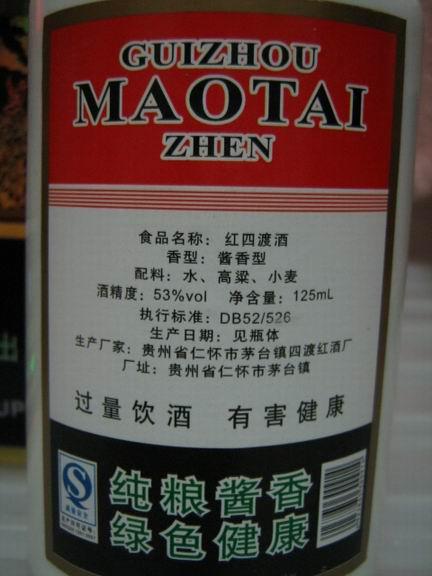 GUIZHOU
MAOTAI
ZHEN
食品名称：红四渡酒
香型：酱香型
配料：水、高粱、小麦
酒精度：53%vol 净含量：125mL
执行标准：DB52/526
生产日期：见瓶体
生产厂家：贵州省仁怀市茅台镇四渡红酒厂
厂址：贵州省仁怀市茅台镇
过量饮酒 有害健康
纯粮酱香
绿色健康